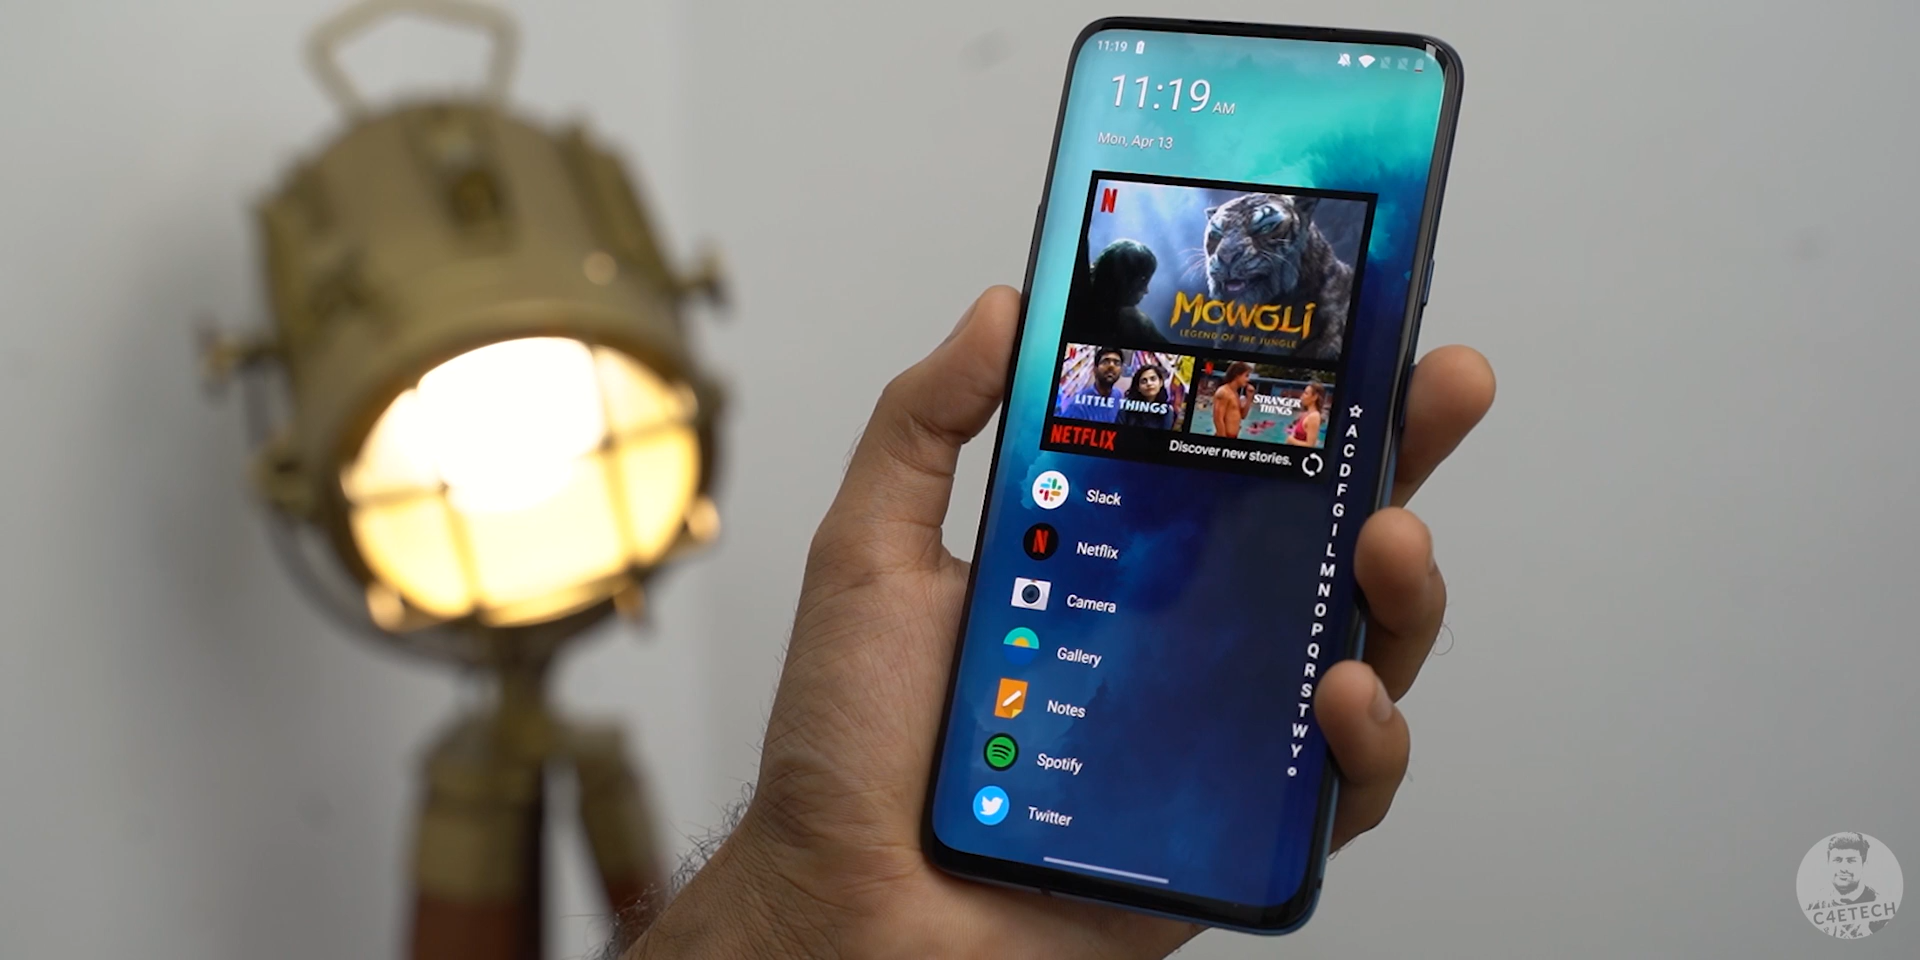 11:19
11:19 AM
Mon, Apr 13
N
MOWGLI
LEGEND OF THE JUNGLE
LITTLE THINGS
STRANGER THINGS
NETFLIX
Discover new stories.
Slack
Netflix
Camera
Gallery
Notes
Spotify
Twitter
A
C
D
F
G
I
L
M
N
O
P
Q
R
S
T
W
Y
C4ETECH